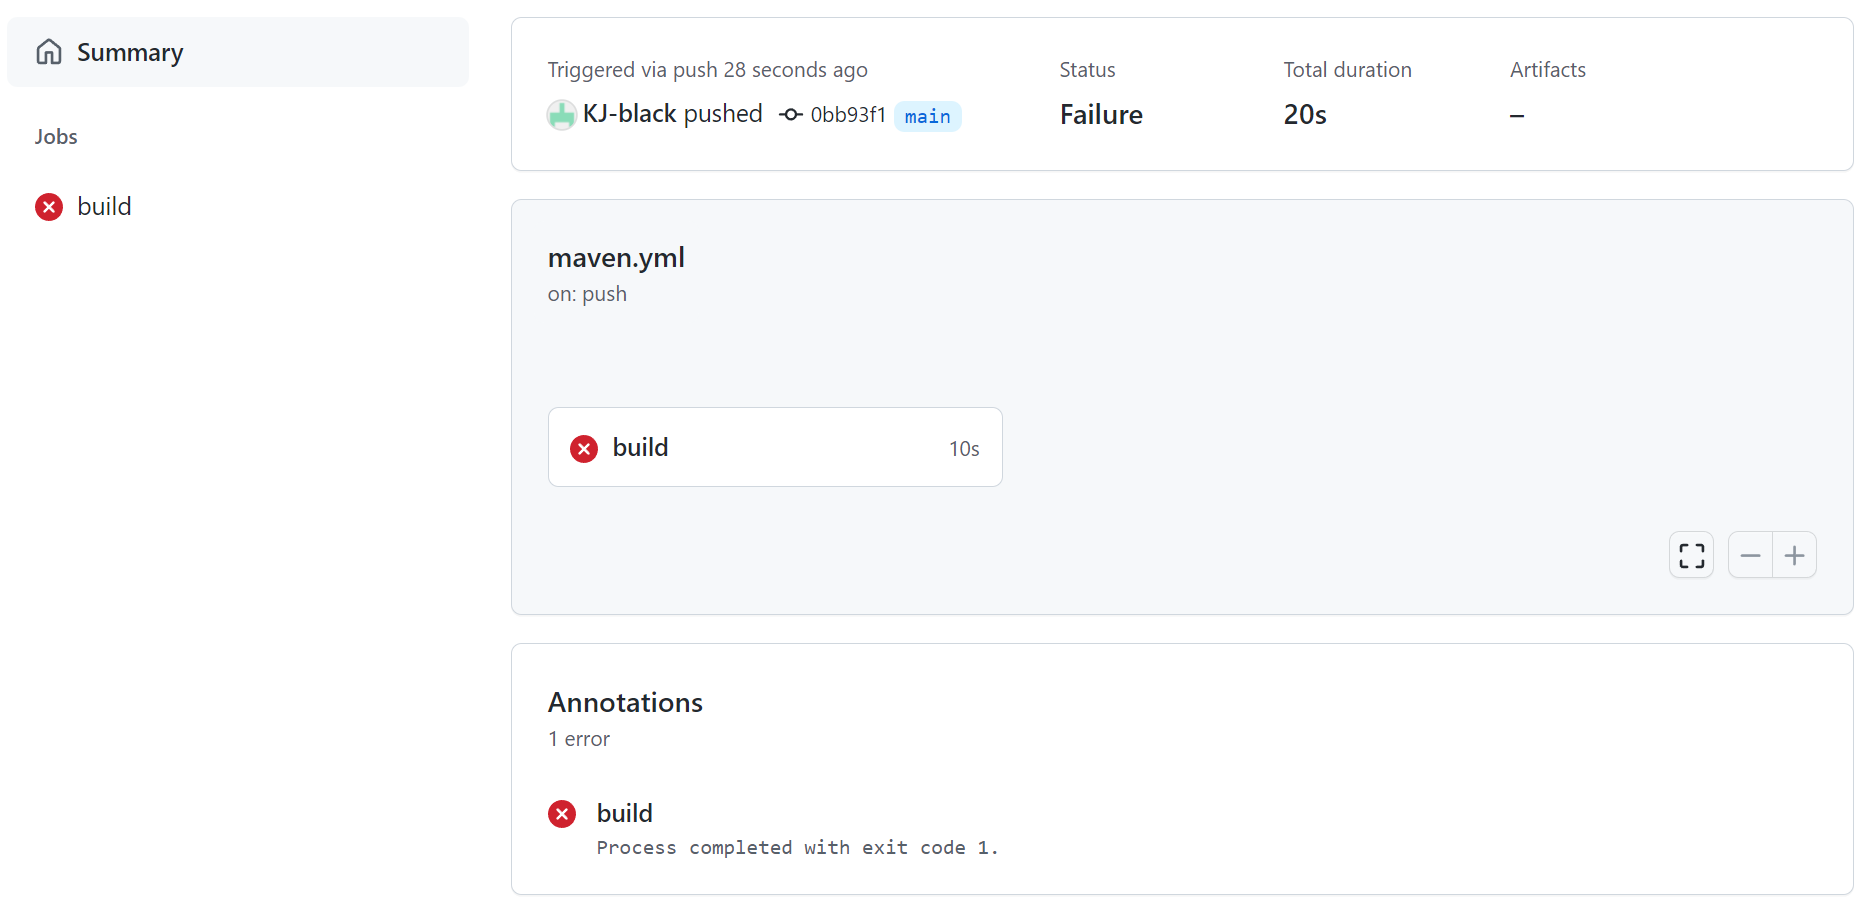 Summary
Jobs
build
Triggered via push 28 seconds ago
KJ-black pushed 0bb93f1 main
Status
Failure
Total duration
20s
Artifacts
–
maven.yml
on: push
build 10s
Annotations
1 error
build
Process completed with exit code 1.